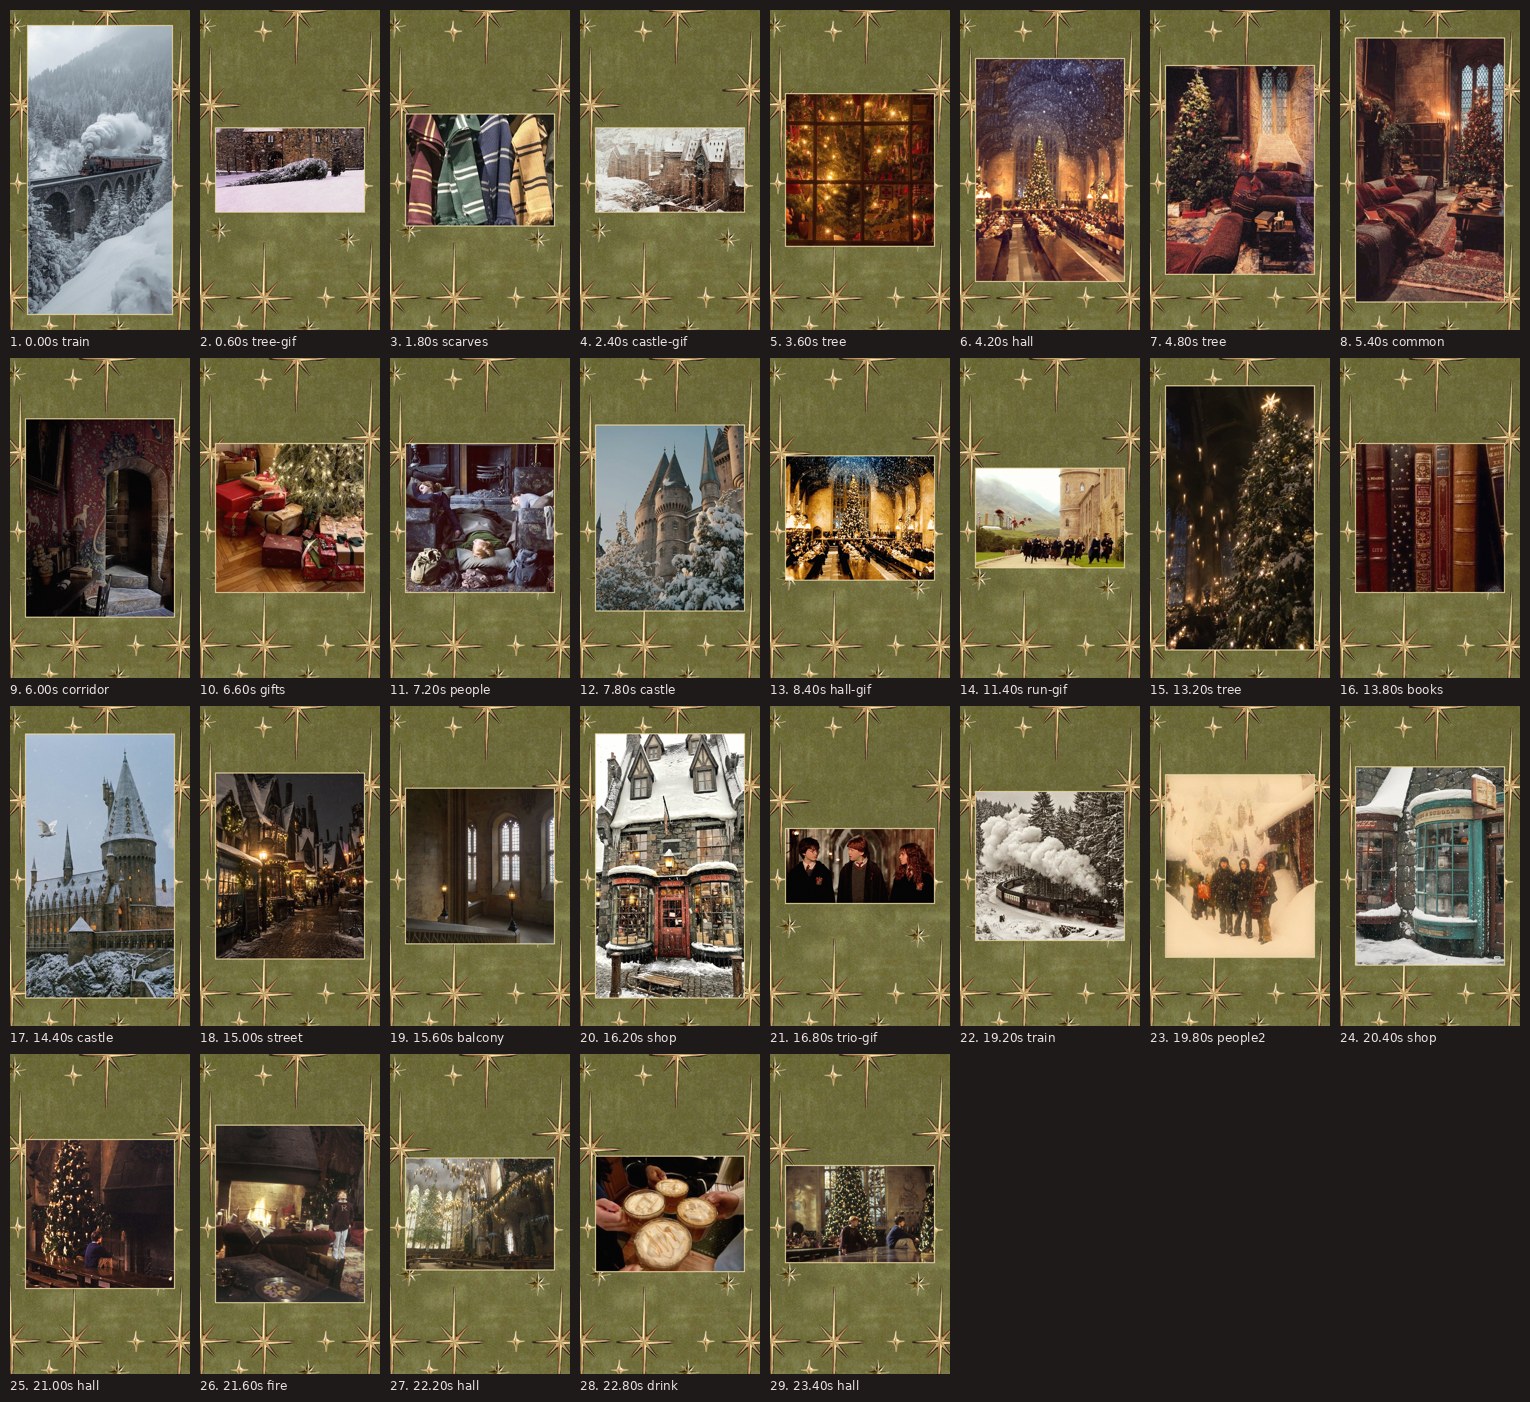 1. 0.00s train
2. 0.60s tree-gif
3. 1.80s scarves
4. 2.40s castle-gif
5. 3.60s tree
6. 4.20s hall
7. 4.80s tree
8. 5.40s common
9. 6.00s corridor
10. 6.60s gifts
11. 7.20s people
12. 7.80s castle
13. 8.40s hall-gif
14. 11.40s run-gif
15. 13.20s tree
16. 13.80s books
17. 14.40s castle
18. 15.00s street
19. 15.60s balcony
20. 16.20s shop
21. 16.80s trio-gif
22. 19.20s train
23. 19.80s people2
24. 20.40s shop
25. 21.00s hall
26. 21.60s fire
27. 22.20s hall
28. 22.80s drink
29. 23.40s hall